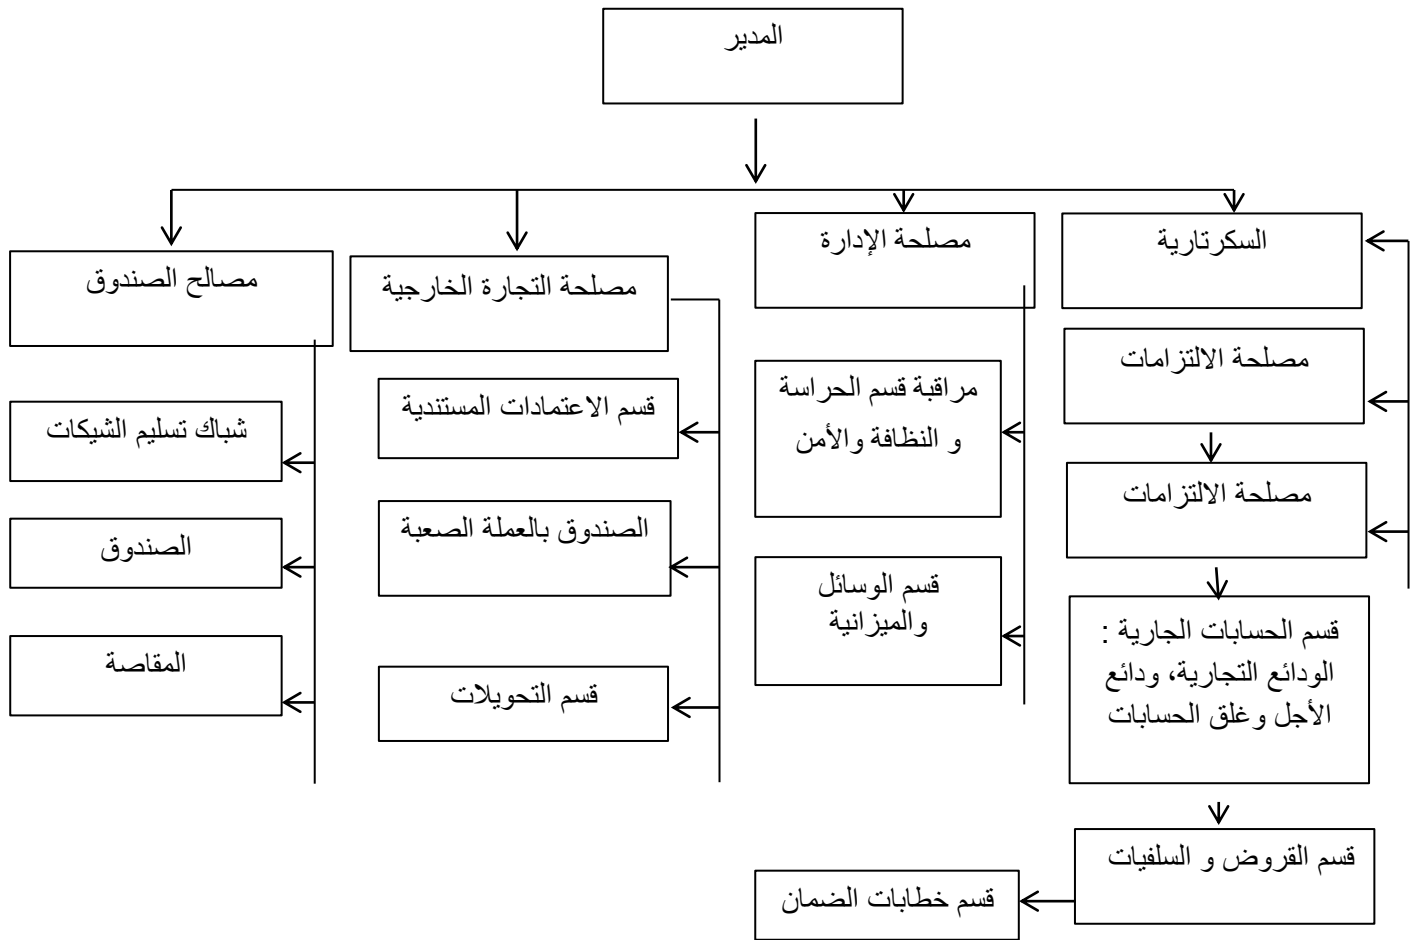 المدير
السكرتارية
مصلحة الإدارة
مصلحة التجارة الخارجية
مصالح الصندوق
مصلحة الالتزامات
مصلحة الالتزامات
قسم الحسابات الجارية :
الودائع التجارية، ودائع
الأجل وغلق الحسابات
قسم القروض و السلفيات
قسم خطابات الضمان
مراقبة قسم الحراسة
و النظافة والأمن
قسم الوسائل
والميزانية
قسم الاعتمادات المستندية
الصندوق بالعملة الصعبة
قسم التحويلات
شباك تسليم الشيكات
الصندوق
المقاصة